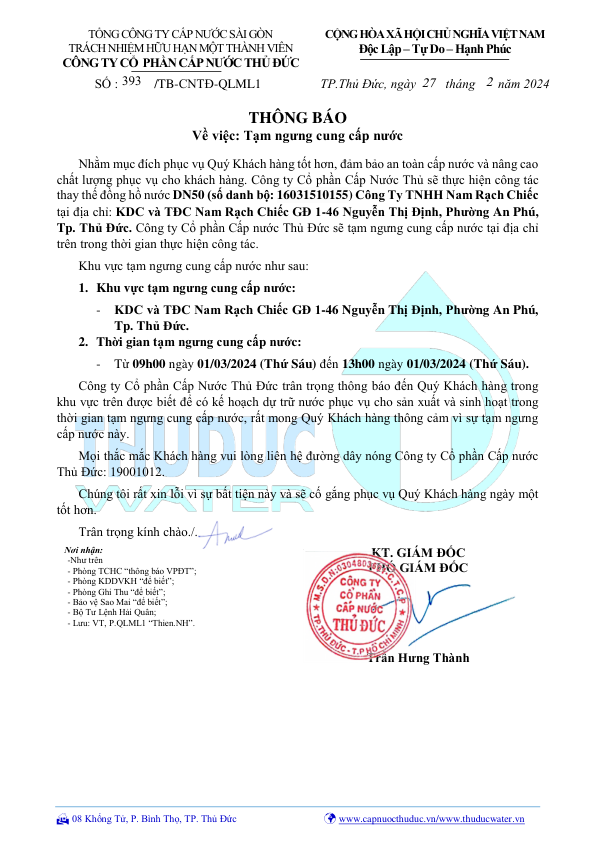 TỔNG CÔNG TY CẤP NƯỚC SÀI GÒN
TRÁCH NHIỆM HỮU HẠN MỘT THÀNH VIÊN
CÔNG TY CỔ PHẦN CẤP NƯỚC THỦ ĐỨC
SỐ : 393 /TB-CNTĐ-QLML1
CỘNG HÒA XÃ HỘI CHỦ NGHĨA VIỆT NAM
Độc Lập – Tự Do – Hạnh Phúc
TP.Thủ Đức, ngày 27 tháng 2 năm 2024
THÔNG BÁO
Về việc: Tạm ngưng cung cấp nước
Nhằm mục đích phục vụ Quý Khách hàng tốt hơn, đảm bảo an toàn cấp nước và nâng cao
chất lượng phục vụ cho khách hàng. Công ty Cổ phần Cấp Nước Thủ sẽ thực hiện công tác
thay thế đồng hồ nước DN50 (số danh bộ: 16031510155) Công Ty TNHH Nam Rạch Chiếc
tại địa chỉ: KDC và TĐC Nam Rạch Chiếc GĐ 1-46 Nguyễn Thị Định, Phường An Phú,
Tp. Thủ Đức. Công ty Cổ phần Cấp nước Thủ Đức sẽ tạm ngưng cung cấp nước tại địa chỉ
trên trong thời gian thực hiện công tác.
Khu vực tạm ngưng cung cấp nước như sau:
1. Khu vực tạm ngưng cung cấp nước:
- KDC và TĐC Nam Rạch Chiếc GĐ 1-46 Nguyễn Thị Định, Phường An Phú,
Tp. Thủ Đức.
2. Thời gian tạm ngưng cung cấp nước:
- Từ 09h00 ngày 01/03/2024 (Thứ Sáu) đến 13h00 ngày 01/03/2024 (Thứ Sáu).
Công ty Cổ phần Cấp Nước Thủ Đức trân trọng thông báo đến Quý Khách hàng trong
khu vực trên được biết để có kế hoạch dự trữ nước phục vụ cho sản xuất và sinh hoạt trong
thời gian tạm ngưng cung cấp nước, rất mong Quý Khách hàng thông cảm vì sự tạm ngưng
cấp nước này.
Mọi thắc mắc Khách hàng vui lòng liên hệ đường dây nóng Công ty Cổ phần Cấp nước
Thủ Đức: 19001012.
Chúng tôi rất xin lỗi vì sự bất tiện này và sẽ cố gắng phục vụ Quý Khách hàng ngày một
tốt hơn.
Trân trọng kính chào./.
THUDUC
WATER
Nơi nhận:
-Như trên
- Phòng TCHC “thông báo VPĐT”;
- Phòng KDDVKH “để biết”;
- Phòng Ghi Thu “để biết”;
- Bảo vệ Sao Mai “để biết”;
- Bộ Tư Lệnh Hải Quân;
- Lưu: VT, P.QLML1 “Thien.NH”.
KT. GIÁM ĐỐC
PHÓ GIÁM ĐỐC
CÔNG TY
CỔ PHẦN
CẤP NƯỚC
THỦ ĐỨC
TP.THỦ ĐỨC - T.P HỒ CHÍ MINH
Trần Hưng Thành
08 Khổng Tử, P. Bình Thọ, TP. Thủ Đức
www.capnuocthuduc.vn/www.thuducwater.vn